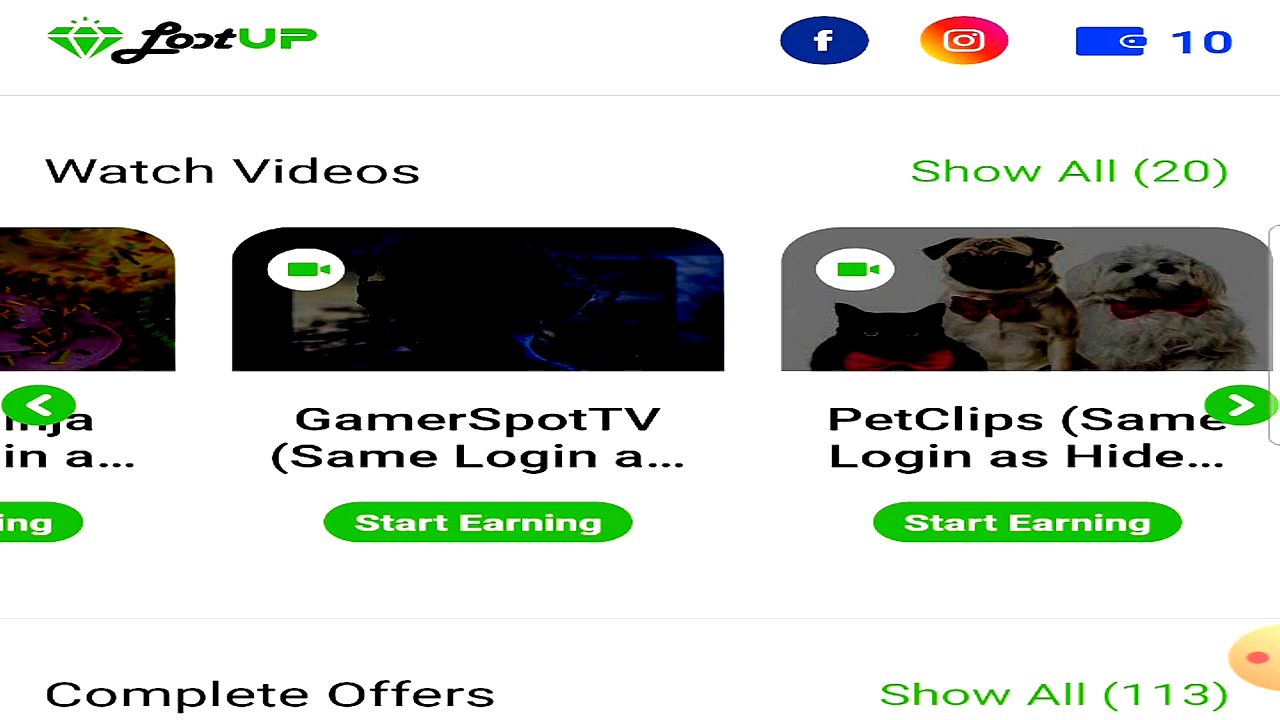 LootUP
10
Watch Videos
Show All (20)
in a...
GamerSpotTV
(Same Login a...
PetClips (Same
Login as Hide...
Start Earning
Start Earning
Complete Offers
Show All (113)